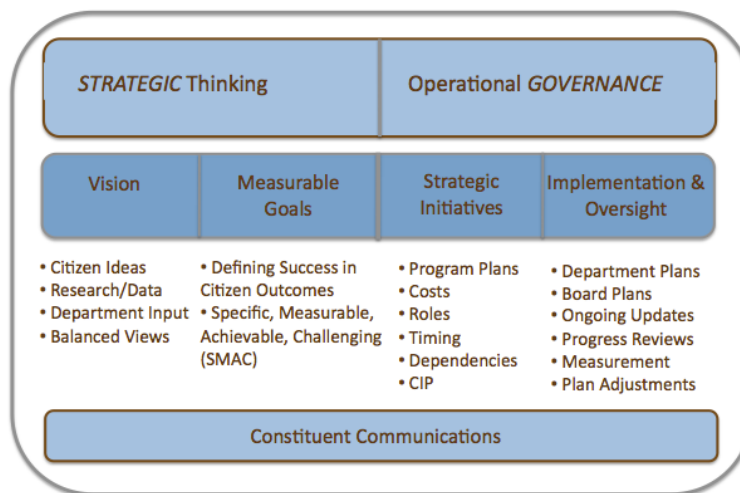 STRATEGIC Thinking
Operational GOVERNANCE
Vision
Measurable
Goals
Strategic
Initiatives
Implementation &
Oversight
• Citizen Ideas
• Research/Data
• Department Input
• Balanced Views
• Defining Success in
Citizen Outcomes
• Specific, Measurable,
Achievable, Challenging
(SMAC)
• Program Plans
• Costs
• Roles
• Timing
• Dependencies
• CIP
• Department Plans
• Board Plans
• Ongoing Updates
• Progress Reviews
• Measurement
• Plan Adjustments
Constituent Communications